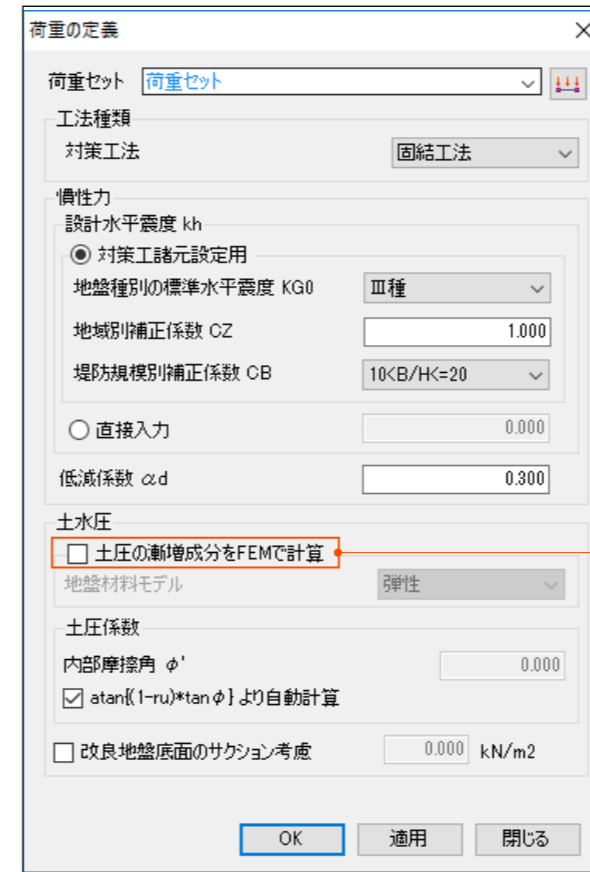 荷重の定義
荷重セット 荷重セット
工法種類
対策工法 固結工法
慣性力
設計水平震度 kh
対策工諸元設定用
地盤種別の標準水平震度 KG0 Ⅲ種
地域別補正係数 CZ 1.000
堤防規模別補正係数 CB 10<B/H<=20
直接入力 0.000
低減係数 αd 0.300
土水圧
土圧の漸増成分をFEMで計算
地盤材料モデル 弾性
土圧係数
内部摩擦角 φ' 0.000
atan{(1-ru)*tanφ}より自動計算
改良地盤底面のサクション考慮 0.000 kN/m2
OK 適用 閉じる